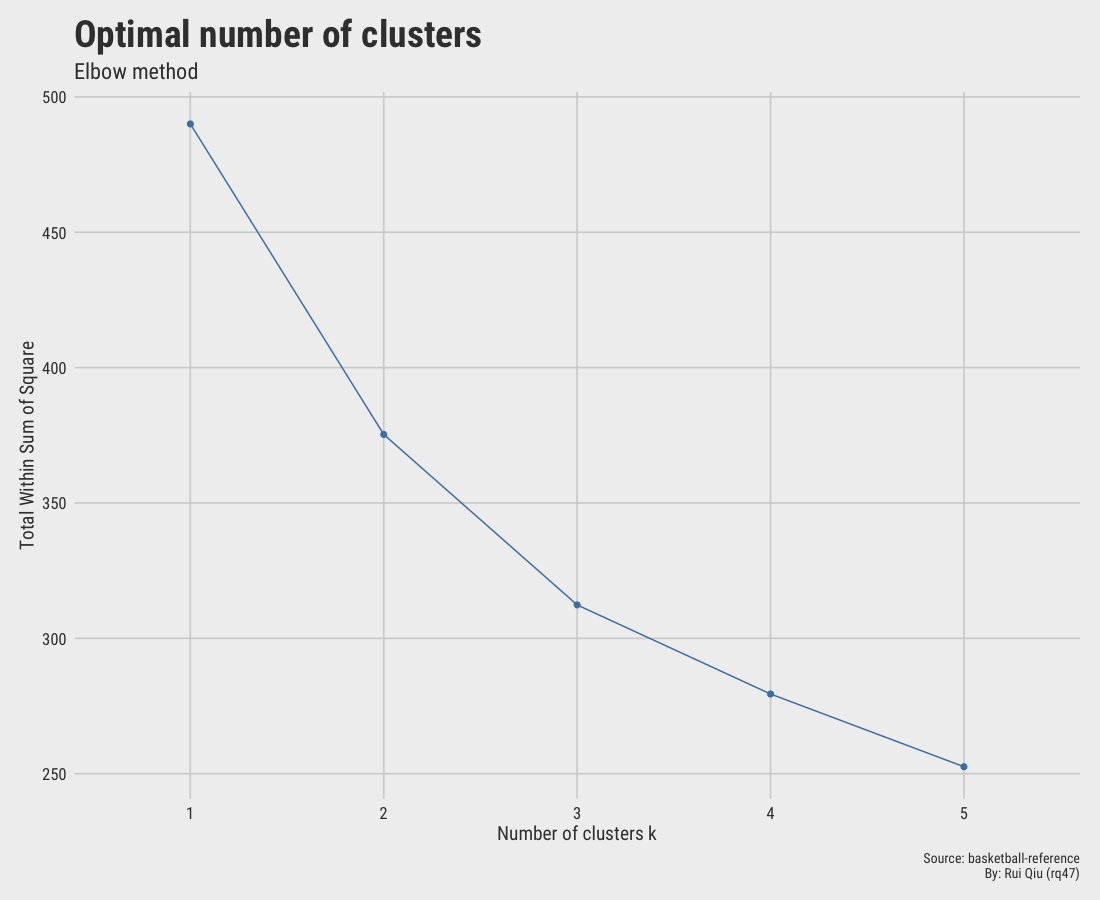 Optimal number of clusters
Elbow method
500
450
400
350
300
250
Total Within Sum of Square
1 2 3 4 5
Number of clusters k
Source: basketball-reference
By: Rui Qiu (rq47)